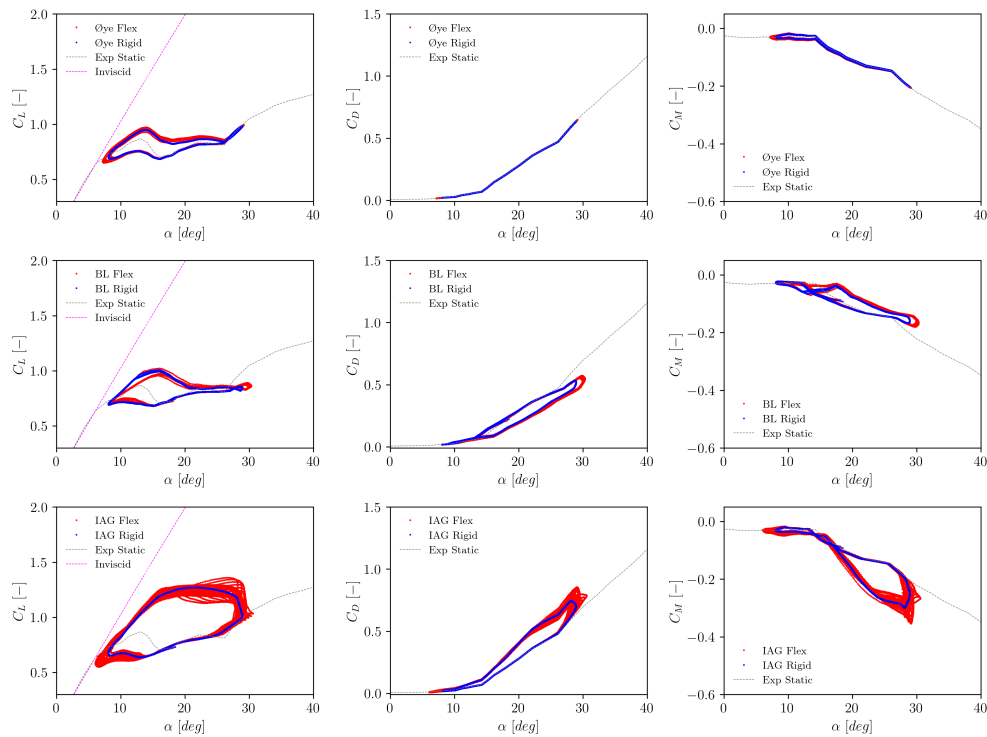 2.0
1.5
1.0
0.5
C_L [−]
Øye Flex
Øye Rigid
Exp Static
Inviscid
0 10 20 30 40
α [deg]
1.5
1.0
0.5
0.0
C_D [−]
Øye Flex
Øye Rigid
Exp Static
0 10 20 30 40
α [deg]
0.0
−0.2
−0.4
−0.6
C_M [−]
Øye Flex
Øye Rigid
Exp Static
0 10 20 30 40
α [deg]
2.0
1.5
1.0
0.5
C_L [−]
BL Flex
BL Rigid
Exp Static
Inviscid
0 10 20 30 40
α [deg]
1.5
1.0
0.5
0.0
C_D [−]
BL Flex
BL Rigid
Exp Static
0 10 20 30 40
α [deg]
0.0
−0.2
−0.4
−0.6
C_M [−]
BL Flex
BL Rigid
Exp Static
0 10 20 30 40
α [deg]
2.0
1.5
1.0
0.5
C_L [−]
IAG Flex
IAG Rigid
Exp Static
Inviscid
0 10 20 30 40
α [deg]
1.5
1.0
0.5
0.0
C_D [−]
IAG Flex
IAG Rigid
Exp Static
0 10 20 30 40
α [deg]
0.0
−0.2
−0.4
−0.6
C_M [−]
IAG Flex
IAG Rigid
Exp Static
0 10 20 30 40
α [deg]